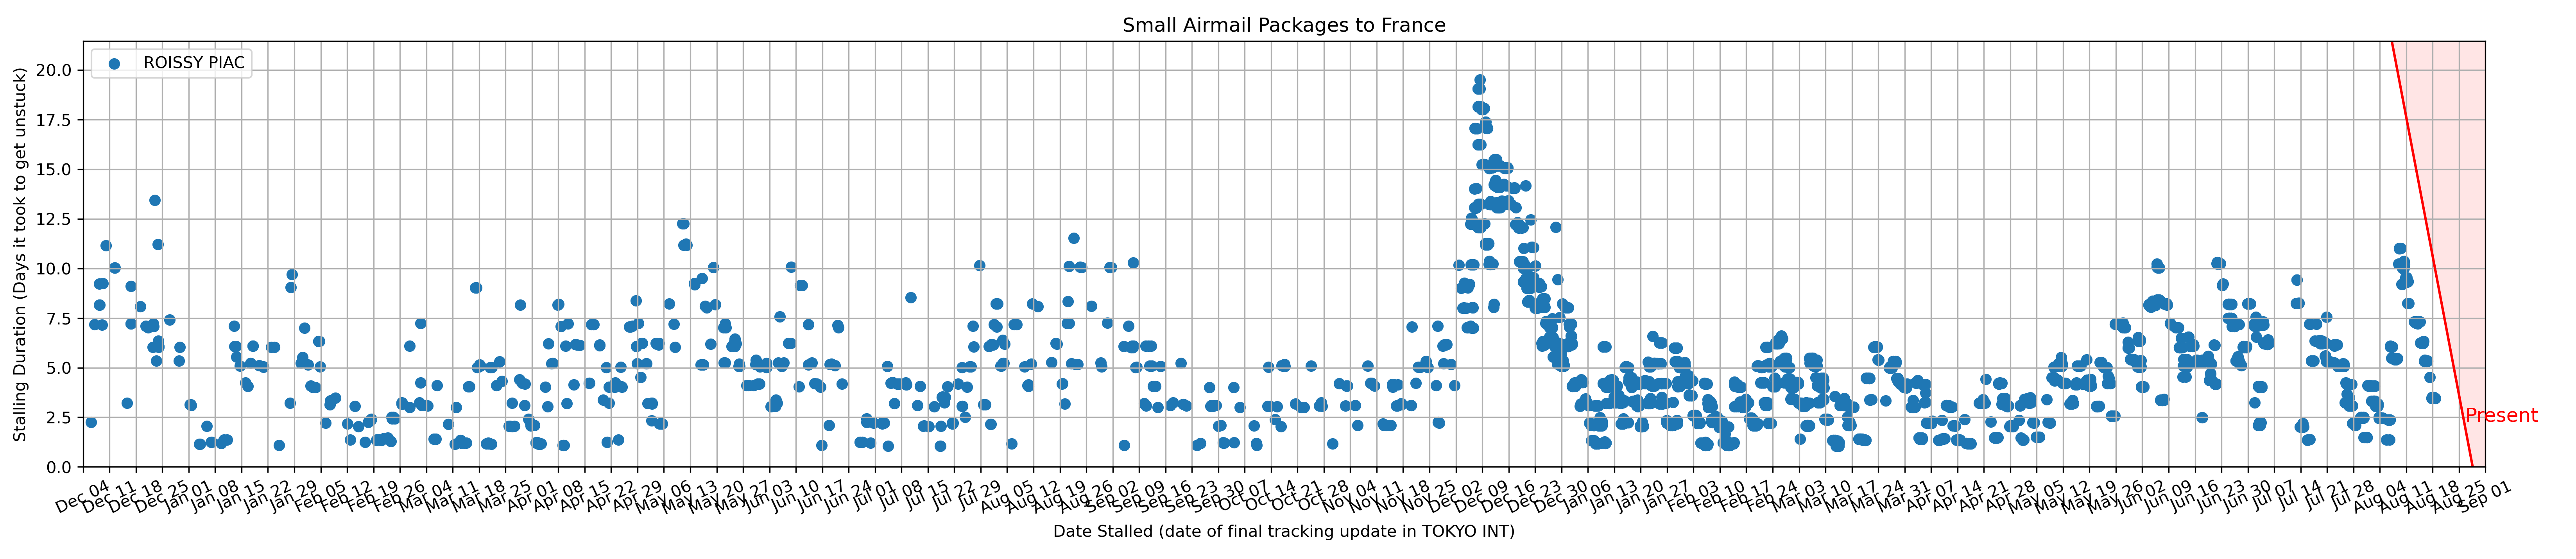 Small Airmail Packages to France
ROISSY PIAC
Stalling Duration (Days it took to get unstuck)
20.0
17.5
15.0
12.5
10.0
7.5
5.0
2.5
0.0
Present
Dec 04 Dec 11 Dec 18 Dec 25 Jan 01 Jan 08 Jan 15 Jan 22 Jan 29 Feb 05 Feb 12 Feb 19 Feb 26 Mar 04 Mar 11 Mar 18 Mar 25 Apr 01 Apr 08 Apr 15 Apr 22 Apr 29 May 06 May 13 May 20 May 27 Jun 03 Jun 10 Jun 17 Jun 24 Jul 01 Jul 08 Jul 15 Jul 22 Jul 29 Aug 05 Aug 12 Aug 19 Aug 26 Sep 02 Sep 09 Sep 16 Sep 23 Sep 30 Oct 07 Oct 14 Oct 21 Oct 28 Nov 04 Nov 11 Nov 18 Nov 25 Dec 02 Dec 09 Dec 16 Dec 23 Dec 30 Jan 06 Jan 13 Jan 20 Jan 27 Feb 03 Feb 10 Feb 17 Feb 24 Mar 03 Mar 10 Mar 17 Mar 24 Mar 31 Apr 07 Apr 14 Apr 21 Apr 28 May 05 May 12 May 19 May 26 Jun 02 Jun 09 Jun 16 Jun 23 Jun 30 Jul 07 Jul 14 Jul 21 Jul 28 Aug 04 Aug 11 Aug 18 Aug 25 Sep 01
Date Stalled (date of final tracking update in TOKYO INT)